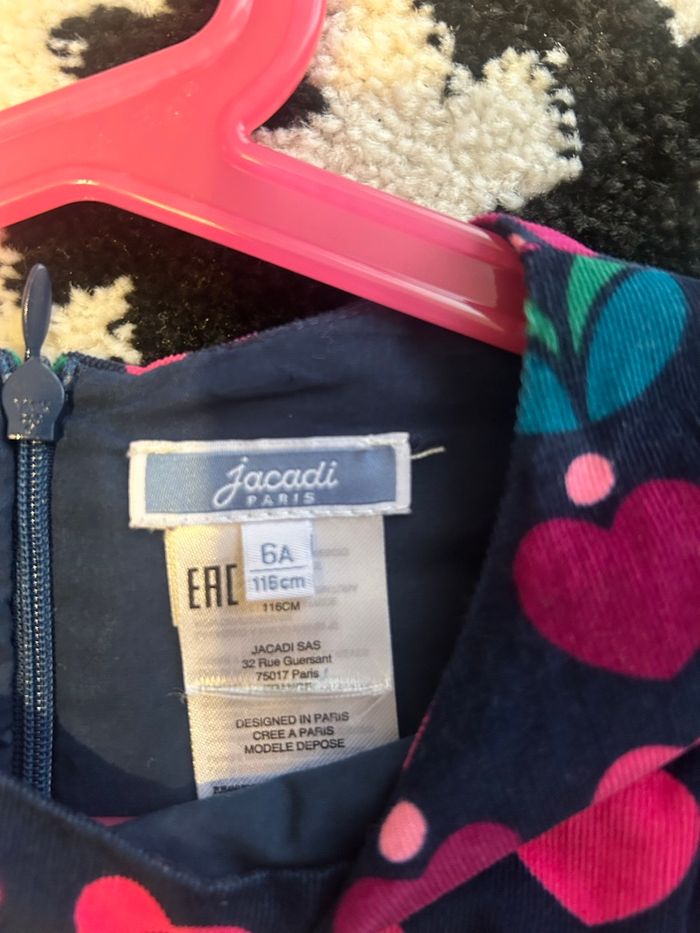 jacadi
PARIS
6A
116cm
EAC
116CM
JACADI SAS
32 Rue Guersant
75017 Paris
FRANCE
DESIGNED IN PARIS
CREE A PARIS
MODELE DEPOSE